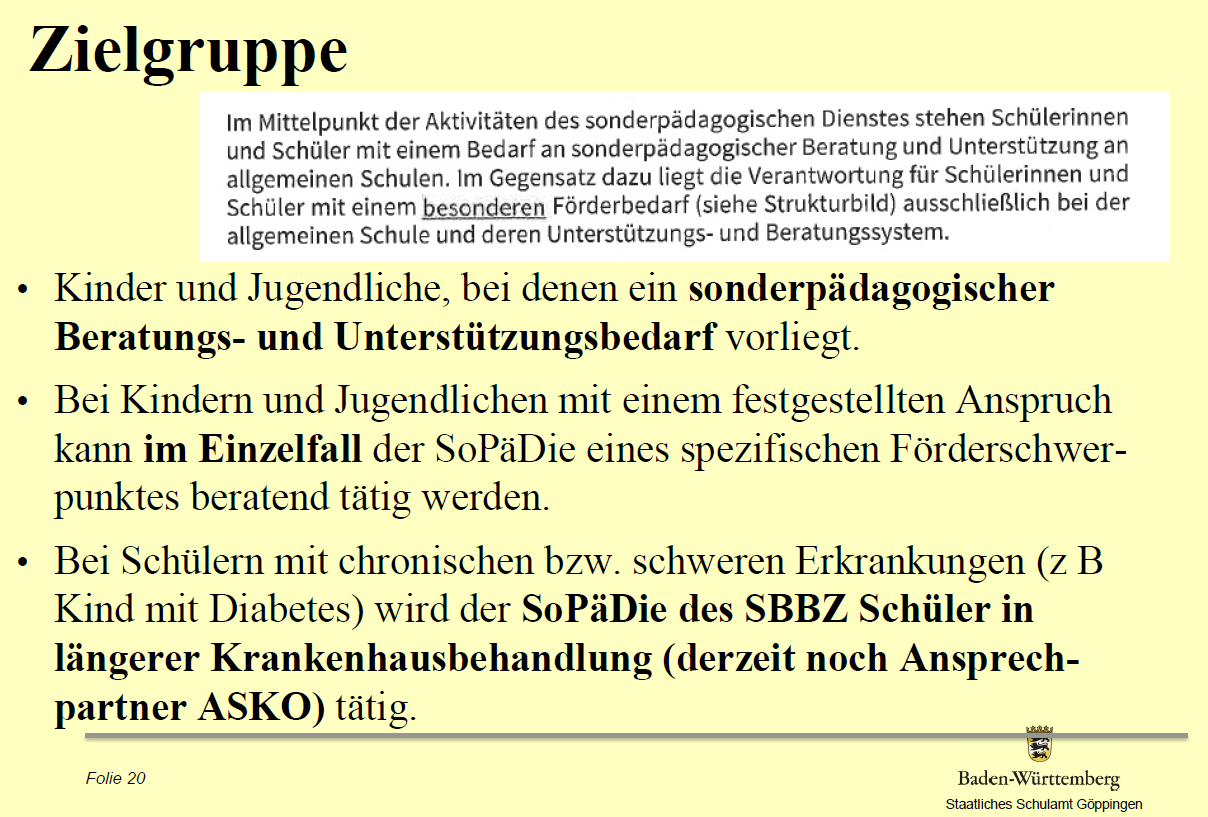 Zielgruppe
Im Mittelpunkt der Aktivitäten des sonderpädagogischen Dienstes stehen Schülerinnen
und Schüler mit einem Bedarf an sonderpädagogischer Beratung und Unterstützung an
allgemeinen Schulen. Im Gegensatz dazu liegt die Verantwortung für Schülerinnen und
Schüler mit einem besonderen Förderbedarf (siehe Strukturbild) ausschließlich bei der
allgemeinen Schule und deren Unterstützungs- und Beratungssystem.
• Kinder und Jugendliche, bei denen ein sonderpädagogischer
Beratungs- und Unterstützungsbedarf vorliegt.
• Bei Kindern und Jugendlichen mit einem festgestellten Anspruch
kann im Einzelfall der SoPäDie eines spezifischen Förderschwer-
punktes beratend tätig werden.
• Bei Schülern mit chronischen bzw. schweren Erkrankungen (z B
Kind mit Diabetes) wird der SoPäDie des SBBZ Schüler in
längerer Krankenhausbehandlung (derzeit noch Ansprech-
partner ASKO) tätig.
Folie 20
Baden-Württemberg
Staatliches Schulamt Göppingen